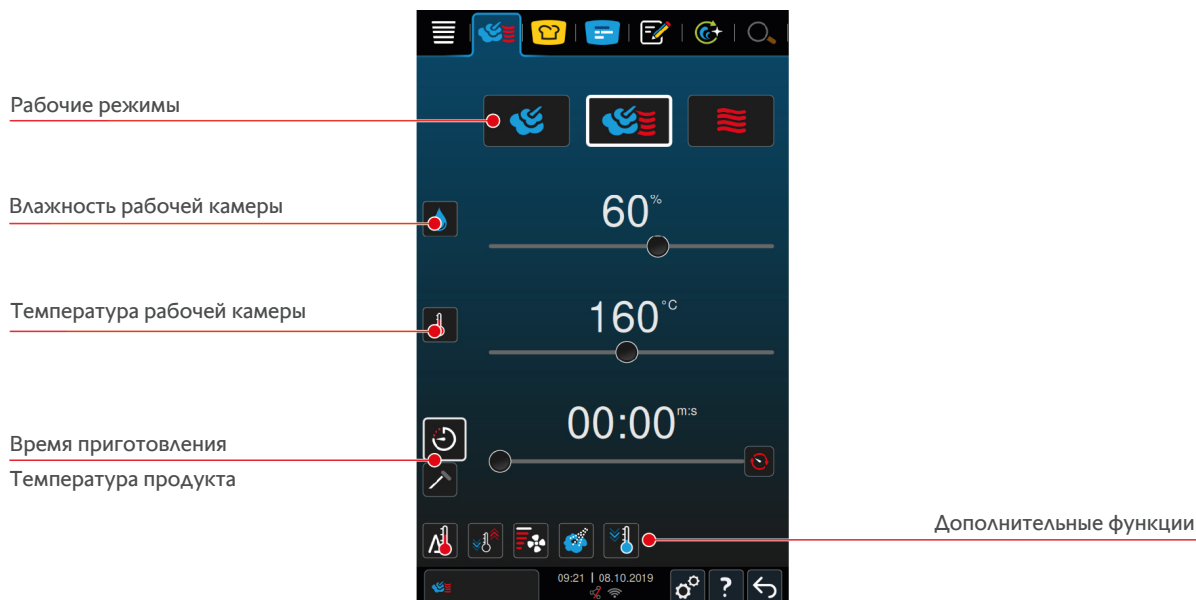 Рабочие режимы
Влажность рабочей камеры
60%
Температура рабочей камеры
160°C
00:00 m:s
Время приготовления
Температура продукта
Дополнительные функции
09:21 | 08.10.2019
?